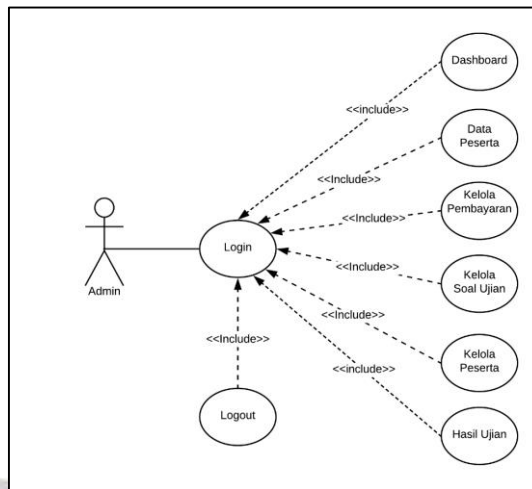 Dashboard
<<include>>
Data
Peserta
<<Include>>
Kelola
Pembayaran
<<Include>>
Login
Admin
<<Include>>
Kelola
Soal Ujian
<<Include>>
<<Include>>
Kelola
Peserta
<<include>>
Logout
Hasil Ujian